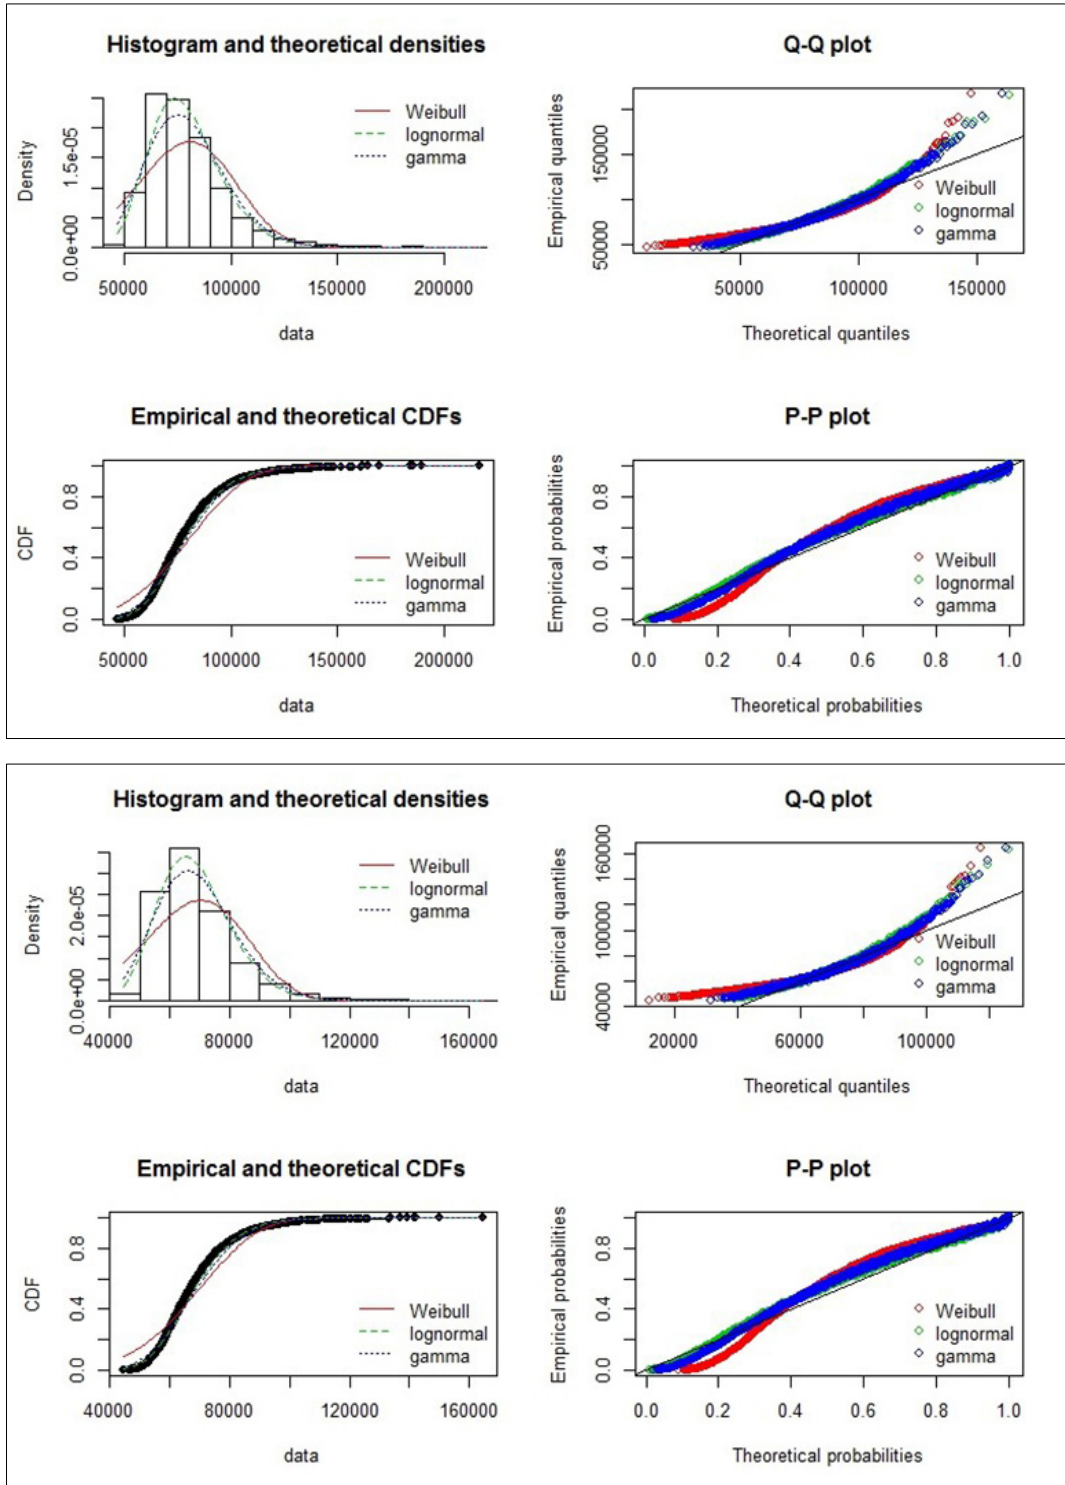 Histogram and theoretical densities
Density
0.0e+00 1.5e-05
Weibull
lognormal
gamma
50000 100000 150000 200000
data
Q-Q plot
Empirical quantiles
50000 150000
Weibull
lognormal
gamma
50000 100000 150000
Theoretical quantiles
Empirical and theoretical CDFs
CDF
0.0 0.4 0.8
Weibull
lognormal
gamma
50000 100000 150000 200000
data
P-P plot
Empirical probabilities
0.0 0.4 0.8
Weibull
lognormal
gamma
0.0 0.2 0.4 0.6 0.8 1.0
Theoretical probabilities
Histogram and theoretical densities
Density
0.0e+00 2.0e-05
Weibull
lognormal
gamma
40000 80000 120000 160000
data
Q-Q plot
Empirical quantiles
40000 100000 160000
Weibull
lognormal
gamma
20000 60000 100000
Theoretical quantiles
Empirical and theoretical CDFs
CDF
0.0 0.4 0.8
Weibull
lognormal
gamma
40000 80000 120000 160000
data
P-P plot
Empirical probabilities
0.0 0.4 0.8
Weibull
lognormal
gamma
0.0 0.2 0.4 0.6 0.8 1.0
Theoretical probabilities